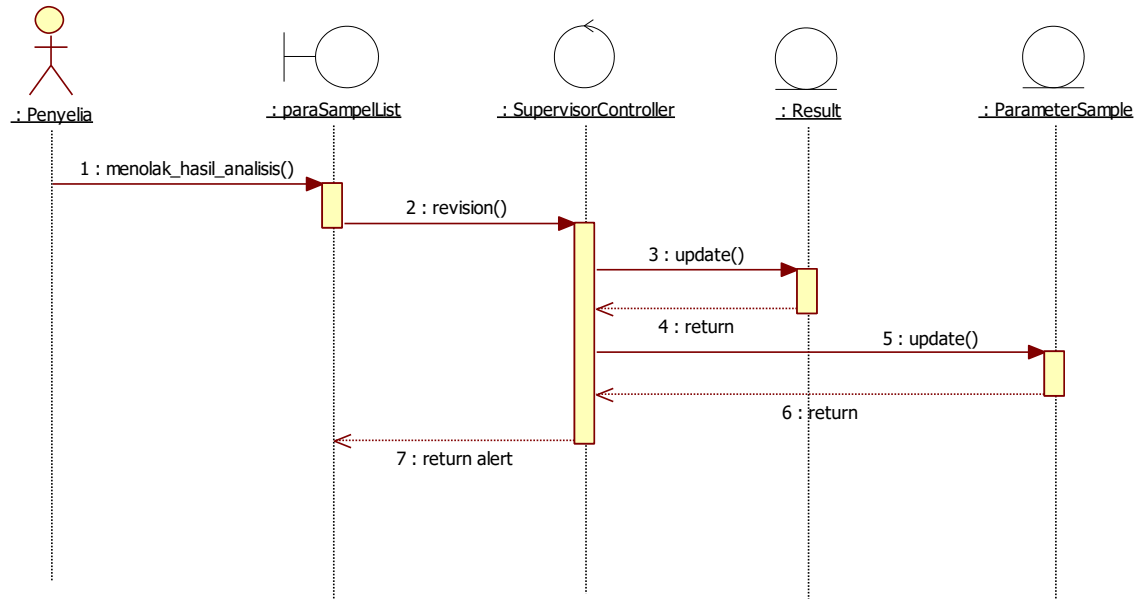 : Penyelia
: paraSampelList
: SupervisorController
: Result
: ParameterSample
1 : menolak_hasil_analisis()
2 : revision()
3 : update()
4 : return
5 : update()
6 : return
7 : return alert